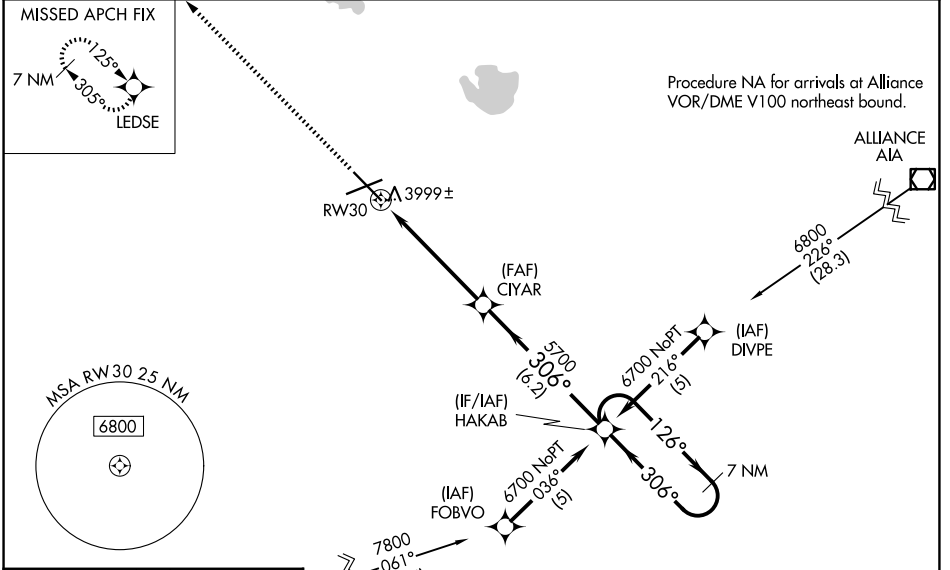 MISSED APCH FIX
125°
7 NM
305°
LEDSE
Procedure NA for arrivals at Alliance
VOR/DME V100 northeast bound.
ALLIANCE
AIA
RW30
3999±
6800
226°
(28.3)
(FAF)
CIYAR
(IAF)
DIVPE
5700
306°
(6.2)
6700 NoPT
216°
(5)
(IF/IAF)
HAKAB
126°
306°
7 NM
MSA RW30 25 NM
6800
6700 NoPT
036°
(5)
(IAF)
FOBVO
7800
061°